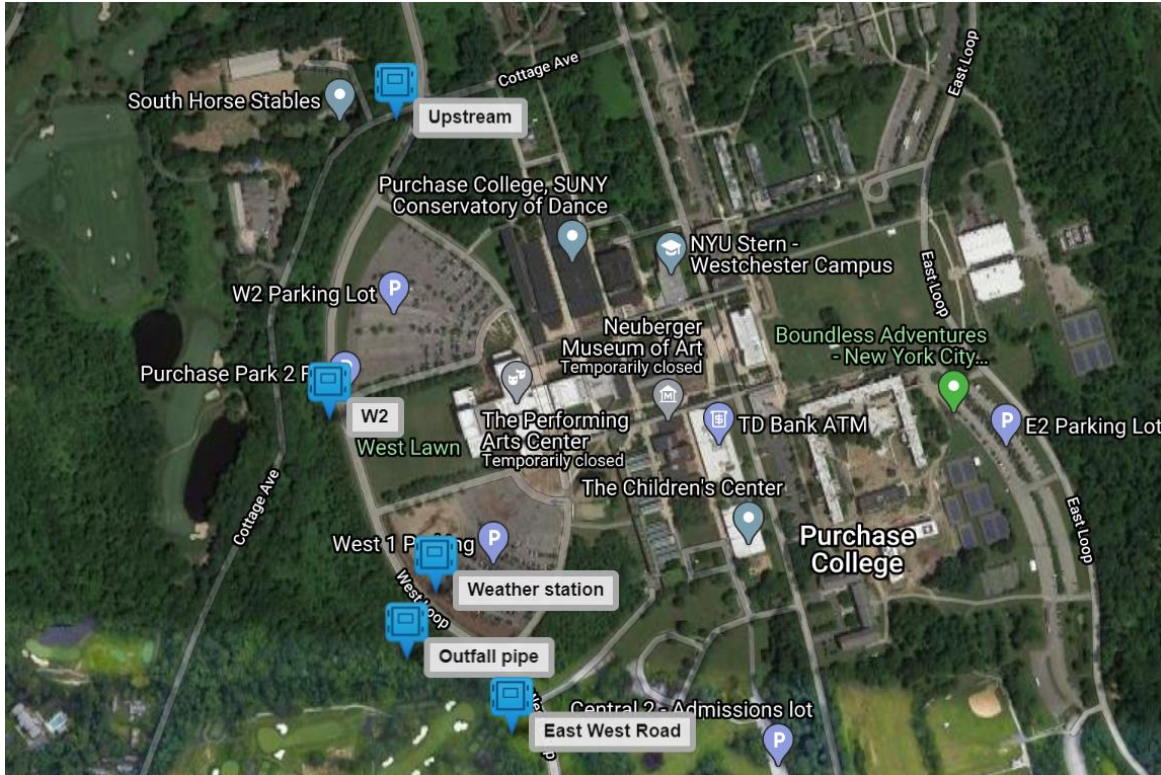 Cottage Ave
East Loop
South Horse Stables
Upstream
Purchase College, SUNY
Conservatory of Dance
NYU Stern -
Westchester Campus
East Loop
W2 Parking Lot
P
Neuberger
Museum of Art
Temporarily closed
Boundless Adventures
- New York City...
Purchase Park 2
W2
West Lawn
The Performing
Arts Center
Temporarily closed
M
$
TD Bank ATM
P
E2 Parking Lot
Cottage Ave
The Children's Center
East Loop
West 1
P
Purchase
College
Weather station
West Loop
Outfall pipe
East West Road
Central 2 - Admissions lot
P